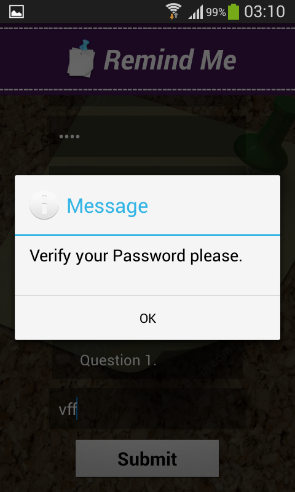 99% 03:10
Remind Me
••••
Message
Verify your Password please.
OK
Question 1.
vff
Submit